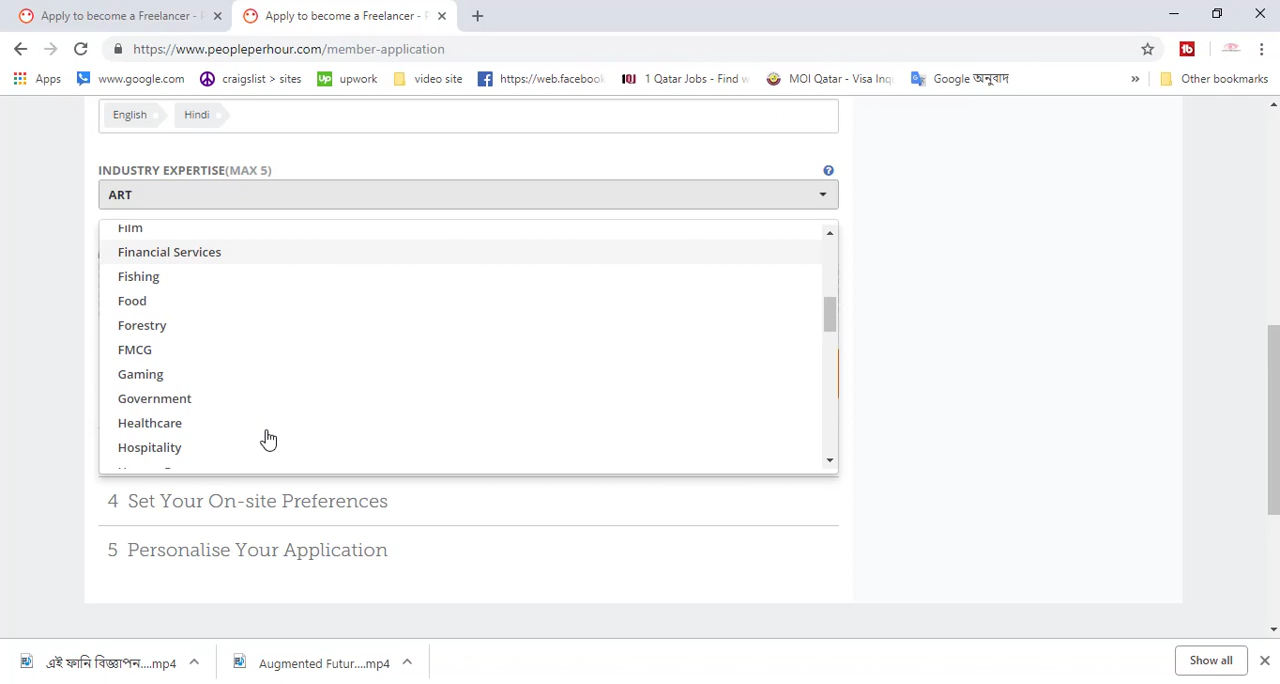 Apply to become a Freelancer - P
Apply to become a Freelancer - P
https://www.peopleperhour.com/member-application
Apps
www.google.com
craigslist > sites
upwork
video site
https://web.facebook
1 Qatar Jobs - Find w
MOI Qatar - Visa Inq
Google অনুবাদ
»
Other bookmarks
English
Hindi
INDUSTRY EXPERTISE(MAX 5)
ART
Film
Financial Services
Fishing
Food
Forestry
FMCG
Gaming
Government
Healthcare
Hospitality
4 Set Your On-site Preferences
5 Personalise Your Application
এই ফানি বিজ্ঞাপন....mp4
Augmented Futur....mp4
Show all